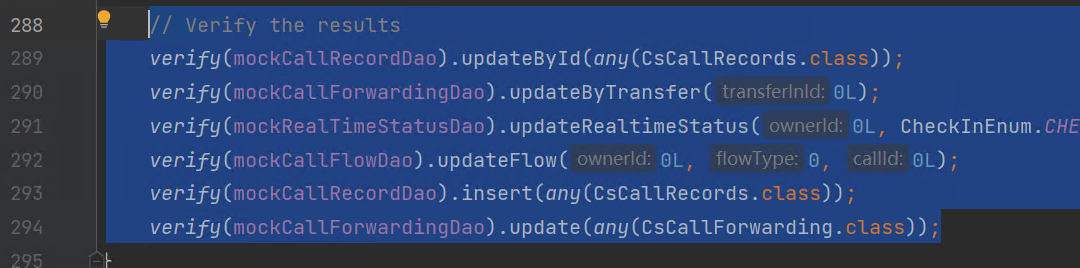 288 // Verify the results
289 verify(mockCallRecordDao).updateById(any(CsCallRecords.class));
290 verify(mockCallForwardingDao).updateByTransfer( transferInId: 0L);
291 verify(mockRealTimeStatusDao).updateRealtimeStatus( ownerId: 0L, CheckInEnum.CHE
292 verify(mockCallFlowDao).updateFlow( ownerId: 0L, flowType: 0, callId: 0L);
293 verify(mockCallRecordDao).insert(any(CsCallRecords.class));
294 verify(mockCallForwardingDao).update(any(CsCallForwarding.class));
295 }